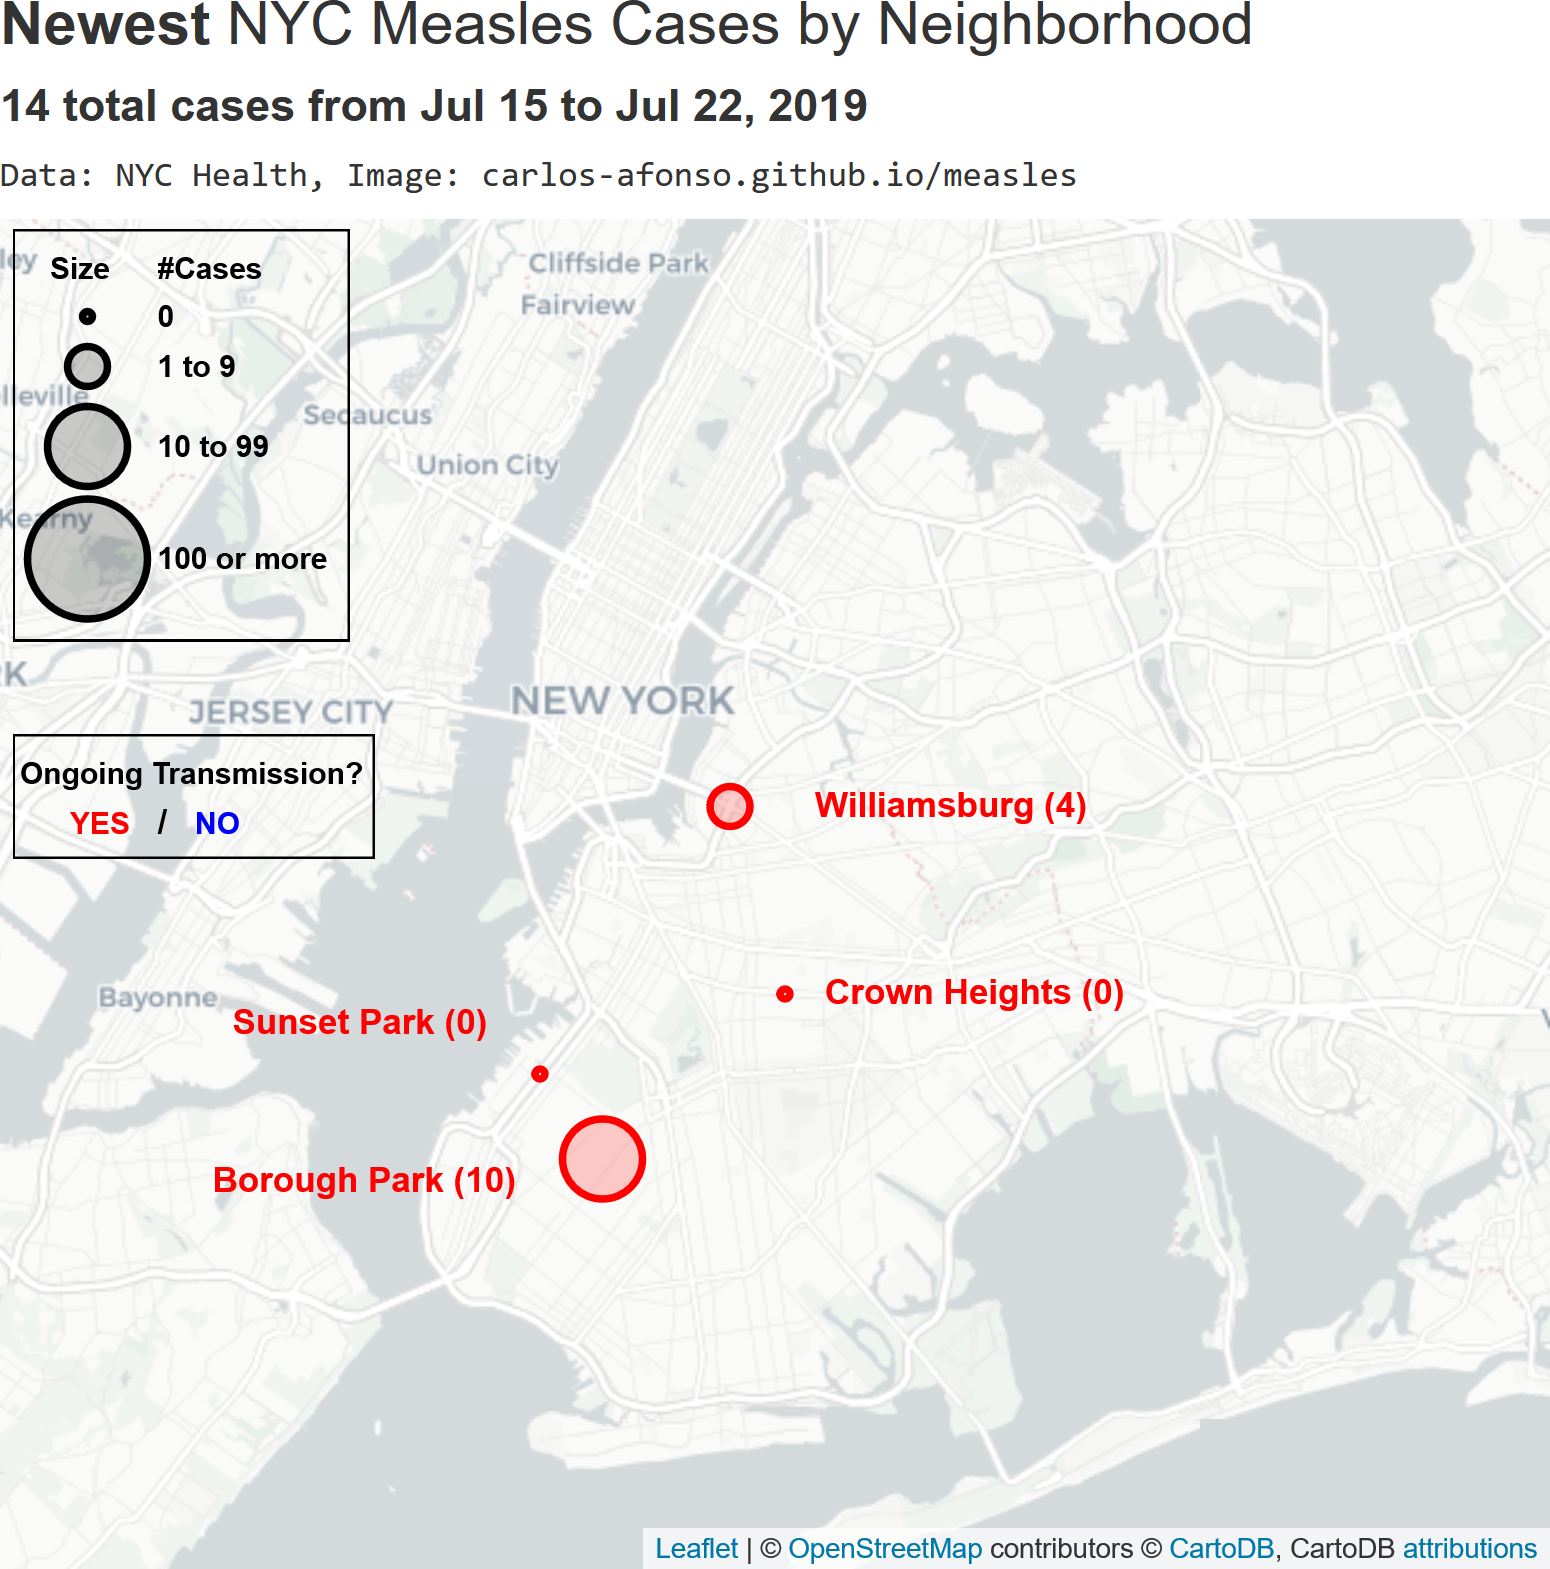 Newest NYC Measles Cases by Neighborhood
14 total cases from Jul 15 to Jul 22, 2019
Data: NYC Health, Image: carlos-afonso.github.io/measles
Size #Cases
0
1 to 9
10 to 99
100 or more
ley
Cliffside Park
Fairview
lleville
Secaucus
Union City
Kearny
RK
JERSEY CITY
NEW YORK
Ongoing Transmission?
YES / NO
Williamsburg (4)
Bayonne
Crown Heights (0)
Sunset Park (0)
Borough Park (10)
Leaflet | © OpenStreetMap contributors © CartoDB, CartoDB attributions